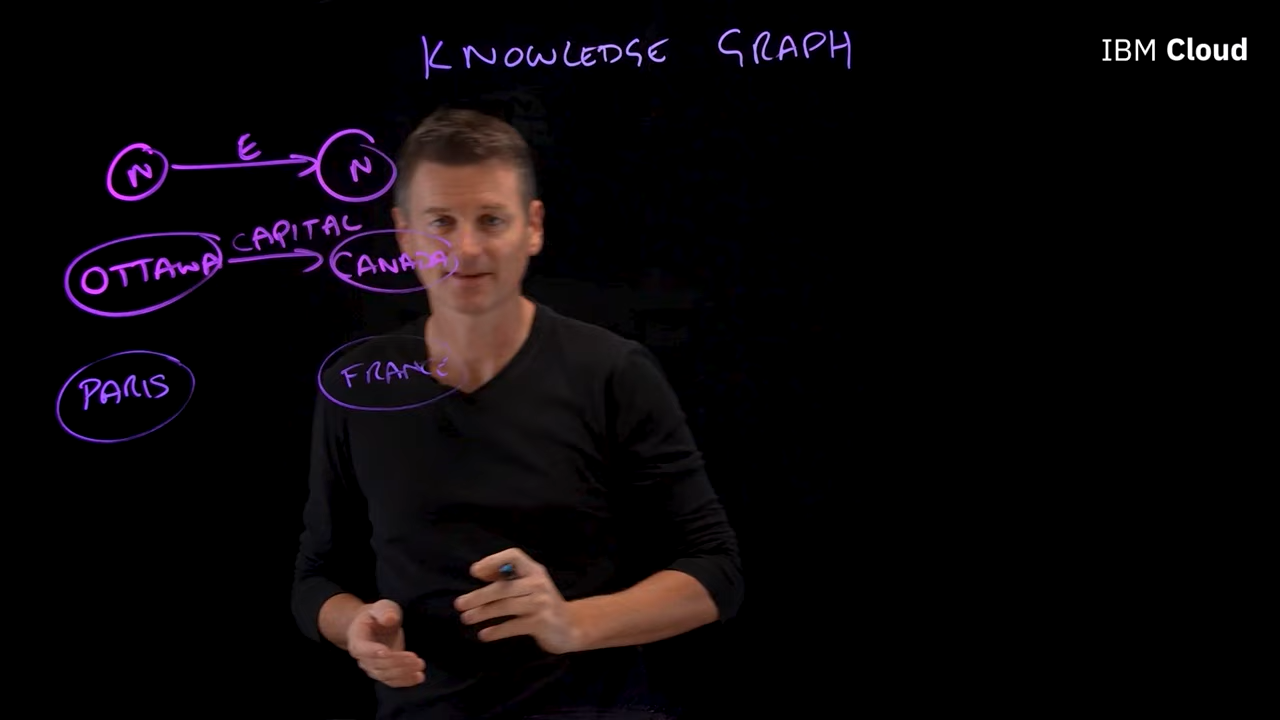 KNOWLEDGE GRAPH
IBM Cloud
N E N
OTTAWA CAPITAL CANADA
PARIS FRANCE